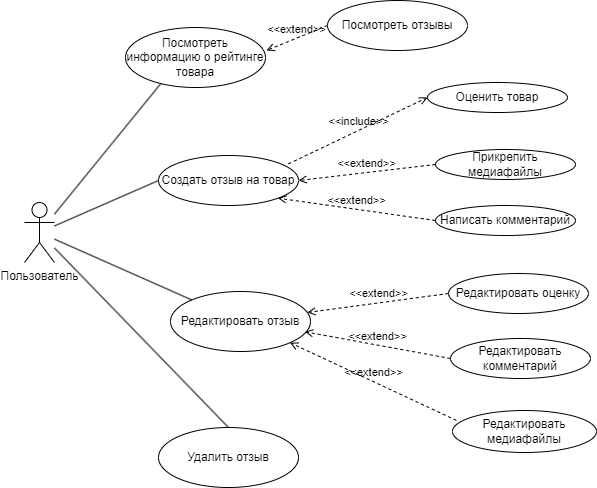 Посмотреть
информацию о рейтинге
товара
<<extend>>
Посмотреть отзывы
Оценить товар
<<include>>
Создать отзыв на товар
<<extend>>
Прикрепить
медиафайлы
<<extend>>
Написать комментарий
Пользователь
Редактировать отзыв
<<extend>>
Редактировать оценку
<<extend>>
Редактировать
комментарий
<<extend>>
Редактировать
медиафайлы
Удалить отзыв